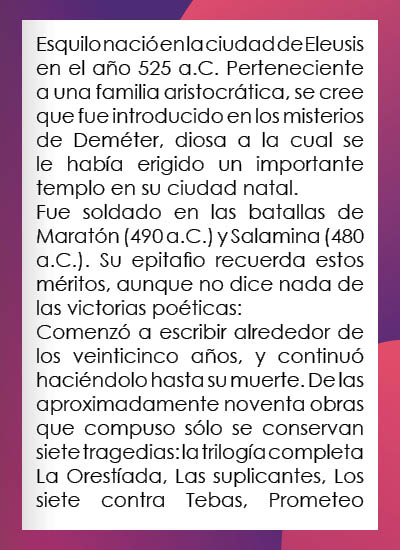 Esquilo nació en la ciudad de Eleusis
en el año 525 a.C. Perteneciente
a una familia aristocrática, se cree
que fue introducido en los misterios
de Deméter, diosa a la cual se
le había erigido un importante
templo en su ciudad natal.
Fue soldado en las batallas de
Maratón (490 a.C.) y Salamina (480
a.C.). Su epitafio recuerda estos
méritos, aunque no dice nada de
las victorias poéticas:
Comenzó a escribir alrededor de
los veinticinco años, y continuó
haciéndolo hasta su muerte. De las
aproximadamente noventa obras
que compuso sólo se conservan
siete tragedias: la trilogía completa
La Orestíada, Las suplicantes, Los
siete contra Tebas, Prometeo